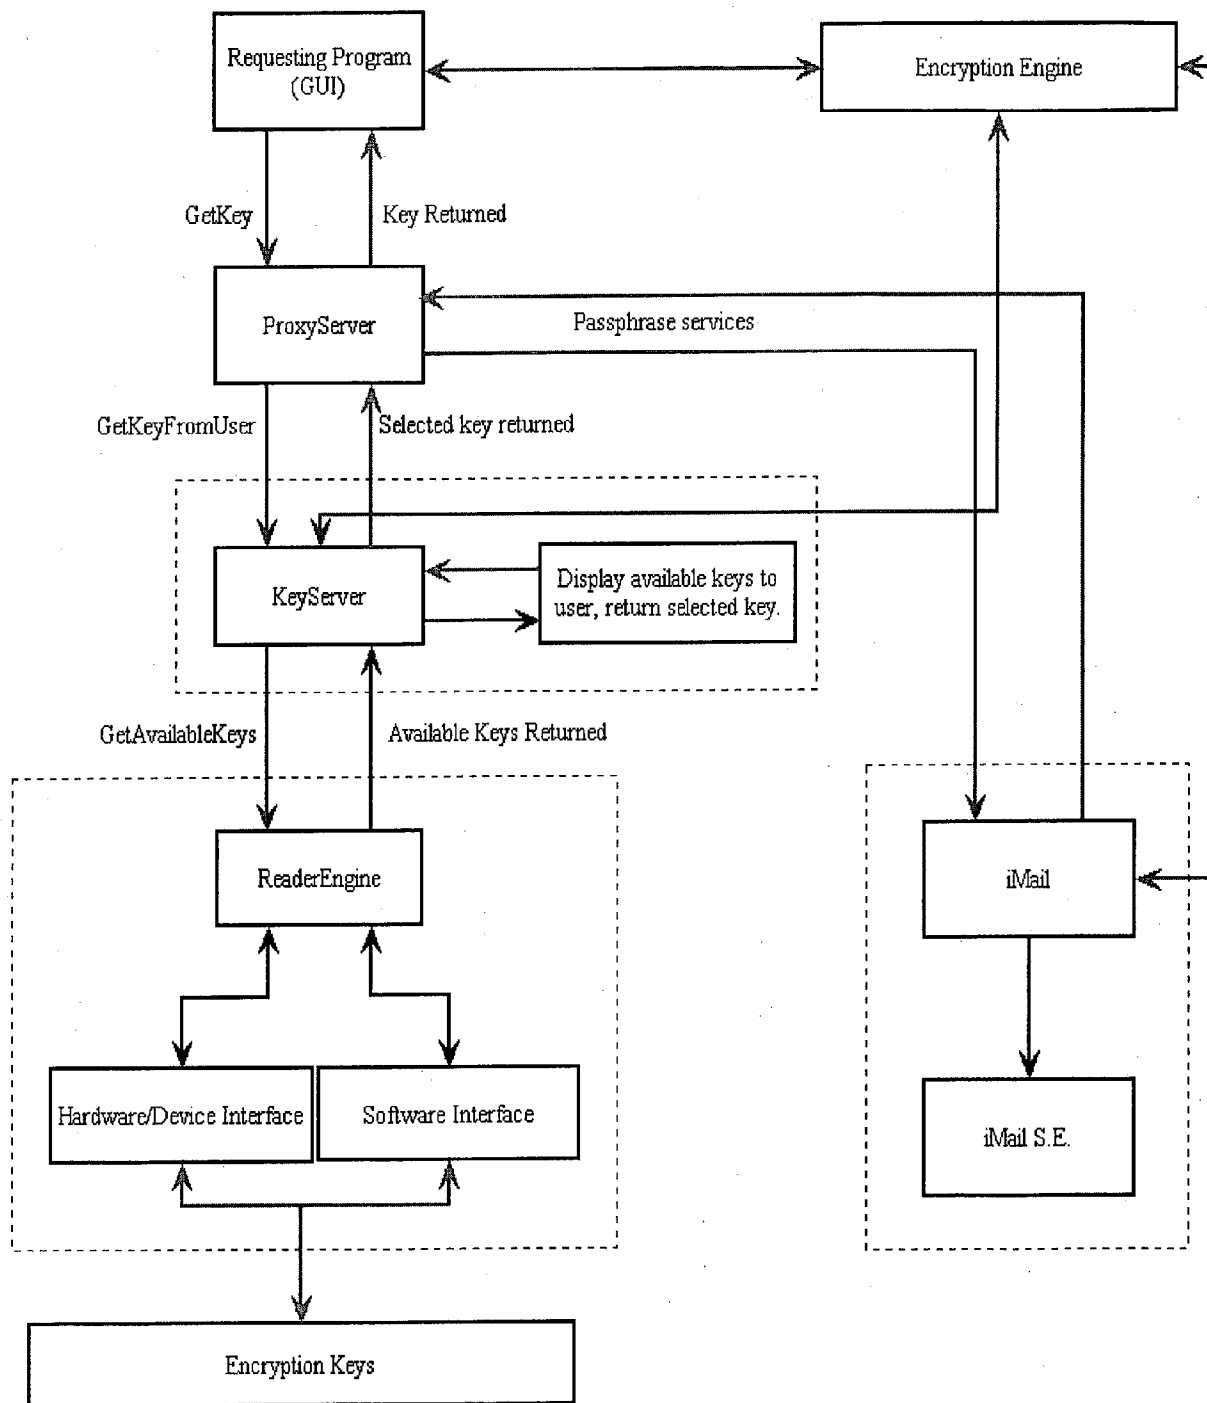 Requesting Program
(GUI)
Encryption Engine
GetKey
Key Returned
ProxyServer
Passphrase services
GetKeyFromUser
Selected key returned
KeyServer
Display available keys to
user, return selected key.
GetAvailableKeys
Available Keys Returned
ReaderEngine
iMail
Hardware/Device Interface
Software Interface
iMail S.E.
Encryption Keys